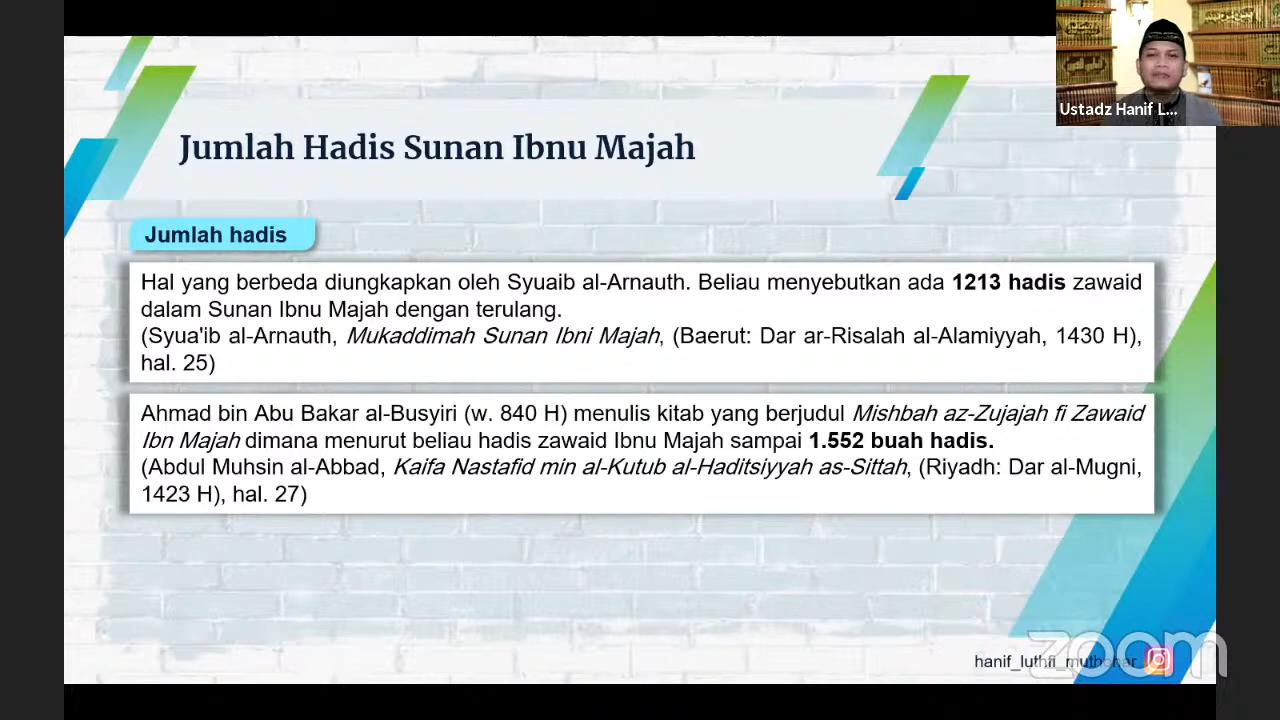 Ustadz Hanif L...
Jumlah Hadis Sunan Ibnu Majah
Jumlah hadis
Hal yang berbeda diungkapkan oleh Syuaib al-Arnauth. Beliau menyebutkan ada 1213 hadis zawaid
dalam Sunan Ibnu Majah dengan terulang.
(Syua'ib al-Arnauth, Mukaddimah Sunan Ibni Majah, (Baerut: Dar ar-Risalah al-Alamiyyah, 1430 H),
hal. 25)
Ahmad bin Abu Bakar al-Busyiri (w. 840 H) menulis kitab yang berjudul Mishbah az-Zujajah fi Zawaid
Ibn Majah dimana menurut beliau hadis zawaid Ibnu Majah sampai 1.552 buah hadis.
(Abdul Muhsin al-Abbad, Kaifa Nastafid min al-Kutub al-Haditsiyyah as-Sittah, (Riyadh: Dar al-Mugni,
1423 H), hal. 27)
zoom